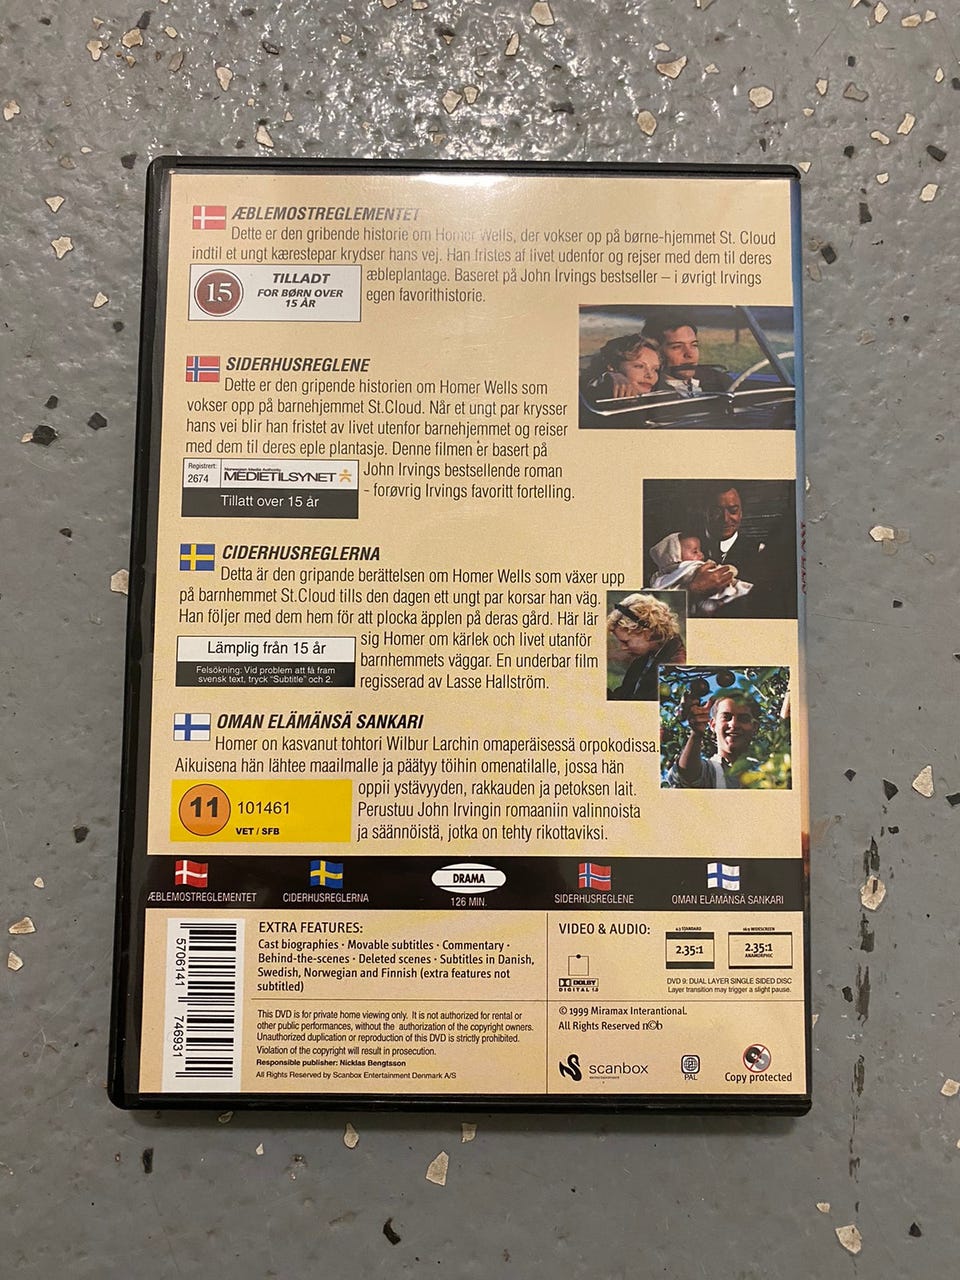 ÆBLEMOSTREGLEMENTET
Dette er den gribende historie om Homer Wells, der vokser op på børne-hjemmet St. Cloud
indtil et ungt kærestepar krydser hans vej. Han fristes af livet udenfor og rejser med dem til deres
æbleplantage. Baseret på John Irvings bestseller – i øvrigt Irvings
egen favorithistorie.
15
TILLADT
FOR BØRN OVER
15 ÅR
SIDERHUSREGLENE
Dette er den gripende historien om Homer Wells som
vokser opp på barnehjemmet St.Cloud. Når et ungt par krysser
hans vei blir han fristet av livet utenfor barnehjemmet og reiser
med dem til deres eple plantasje. Denne filmen er basert på
John Irvings bestsellende roman
- forøvrig Irvings favoritt fortelling.
Registrert:
2674
Norwegian Media Authority
MEDIETILSYNET
Tillatt over 15 år
CIDERHUSREGLERNA
Detta är den gripande berättelsen om Homer Wells som växer upp
på barnhemmet St.Cloud tills den dagen ett ungt par korsar han väg.
Han följer med dem hem för att plocka äpplen på deras gård. Här lär
sig Homer om kärlek och livet utanför
barnhemmets väggar. En underbar film
regisserad av Lasse Hallström.
Lämplig från 15 år
Felsökning: Vid problem att få fram
svensk text, tryck "Subtitle" och 2.
OMAN ELÄMÄNSÄ SANKARI
Homer on kasvanut tohtori Wilbur Larchin omaperäisessä orpokodissa.
Aikuisena hän lähtee maailmalle ja päätyy töihin omenatilalle, jossa hän
oppii ystävyyden, rakkauden ja petoksen lait.
Perustuu John Irvingin romaaniin valinnoista
ja säännöistä, jotka on tehty rikottaviksi.
11
101461
VET / SFB
ÆBLEMOSTREGLEMENTET
CIDERHUSREGLERNA
DRAMA
126 MIN.
SIDERHUSREGLENE
OMAN ELÄMÄNSÄ SANKARI
5 706141 746931
EXTRA FEATURES:
Cast biographies · Movable subtitles · Commentary ·
Behind-the-scenes · Deleted scenes · Subtitles in Danish,
Swedish, Norwegian and Finnish (extra features not
subtitled)
VIDEO & AUDIO:
DOLBY
DIGITAL
4:3 STANDARD
2.35:1
16:9 WIDESCREEN
2.35:1
ANAMORPHIC
DVD 9: DUAL LAYER SINGLE SIDED DISC
Layer transition may trigger a slight pause.
This DVD is for private home viewing only. It is not authorized for rental or
other public performances, without the authorization of the copyright owners.
Unauthorized duplication or reproduction of this DVD is strictly prohibited.
Violation of the copyright will result in prosecution.
Responsible publisher: Nicklas Bengtsson
All Rights Reserved by Scanbox Entertainment Denmark A/S
© 1999 Miramax Interantional.
All Rights Reserved n©b
scanbox
entertainment
PAL
Copy protected